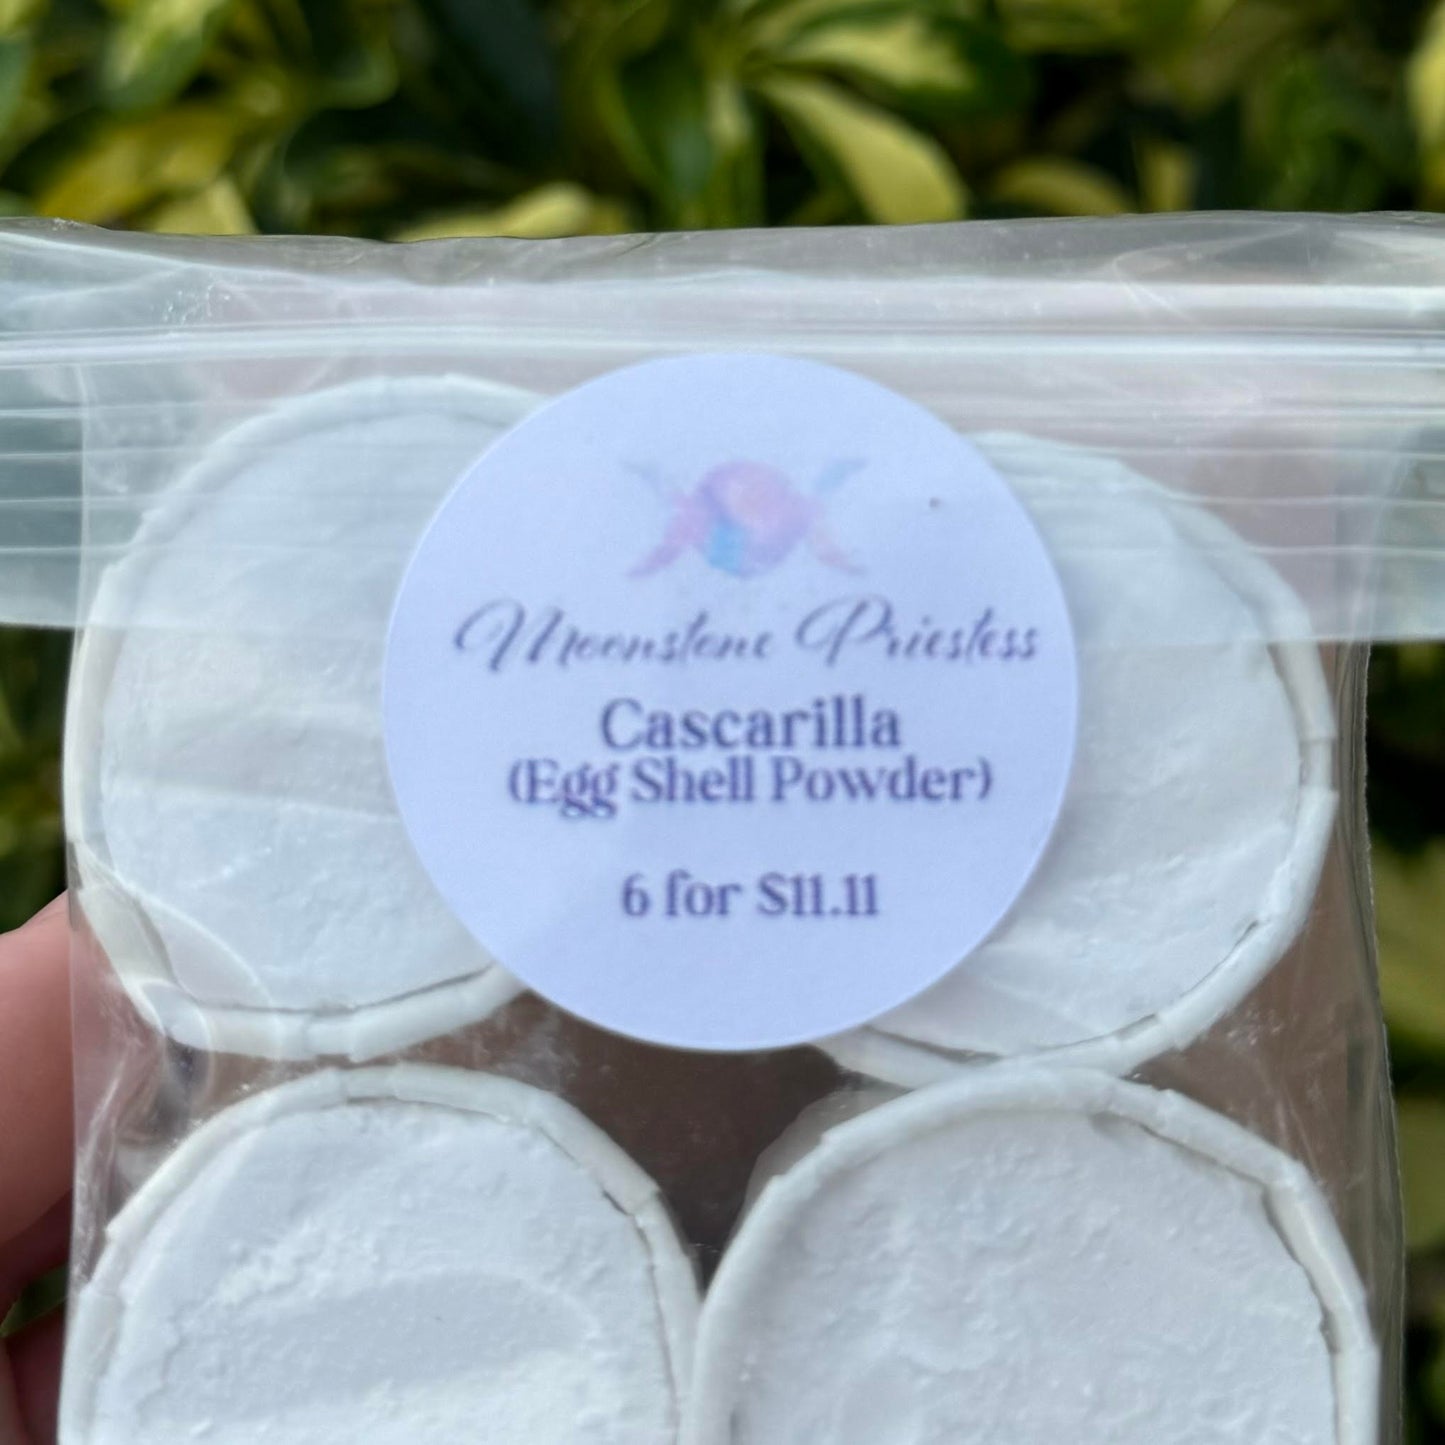 Moonstone Priestess
Cascarilla
(Egg Shell Powder)
6 for $11.11